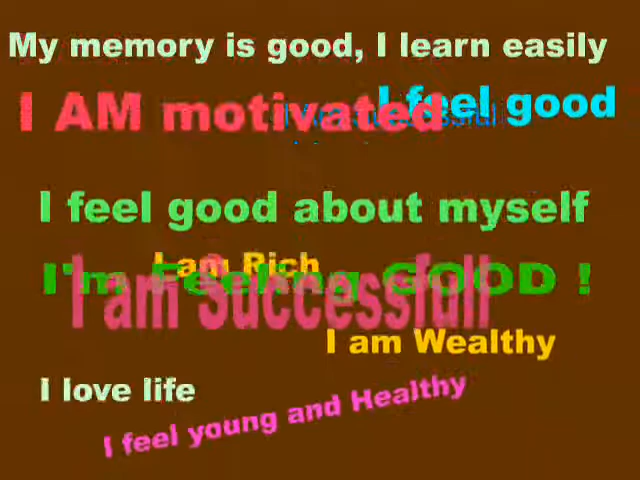 My memory is good, I learn easily
I AM motivated
I feel good
I feel good about myself
I am Rich
I'm Feeling GOOD !
I am Successfull
I am Wealthy
I love life
I feel young and Healthy